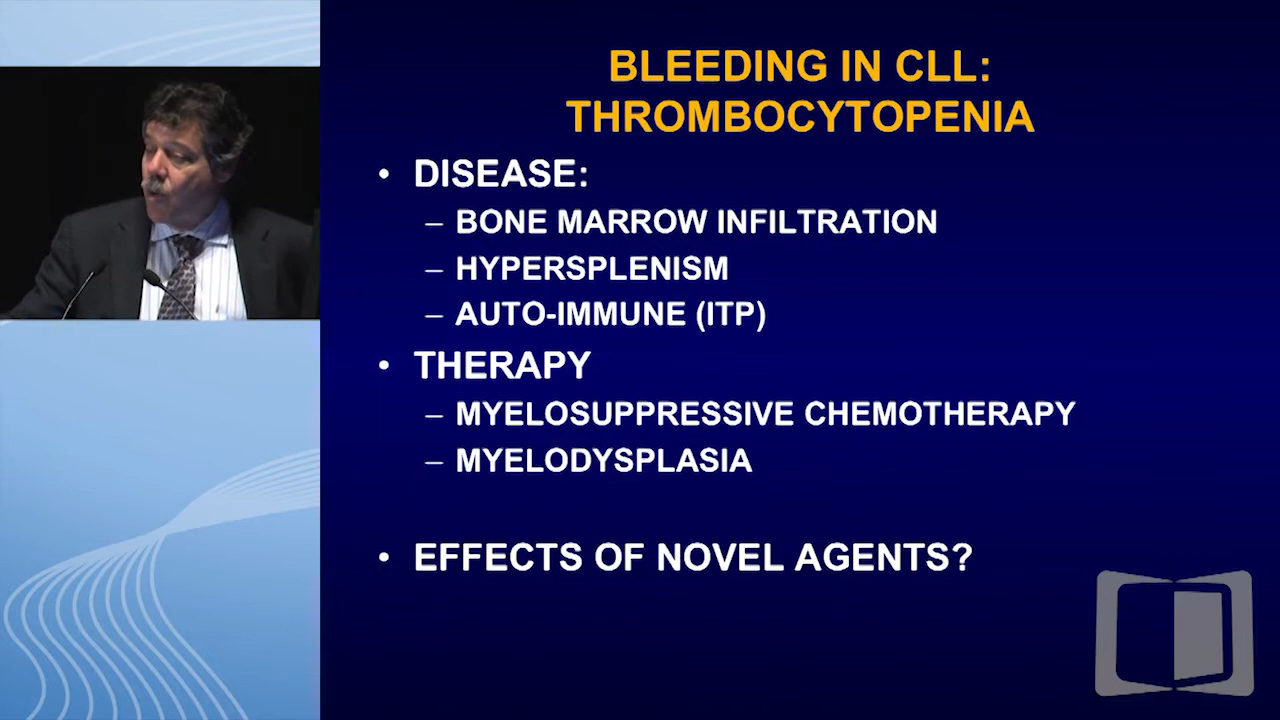 BLEEDING IN CLL:
THROMBOCYTOPENIA
• DISEASE:
– BONE MARROW INFILTRATION
– HYPERSPLENISM
– AUTO-IMMUNE (ITP)
• THERAPY
– MYELOSUPPRESSIVE CHEMOTHERAPY
– MYELODYSPLASIA
• EFFECTS OF NOVEL AGENTS?